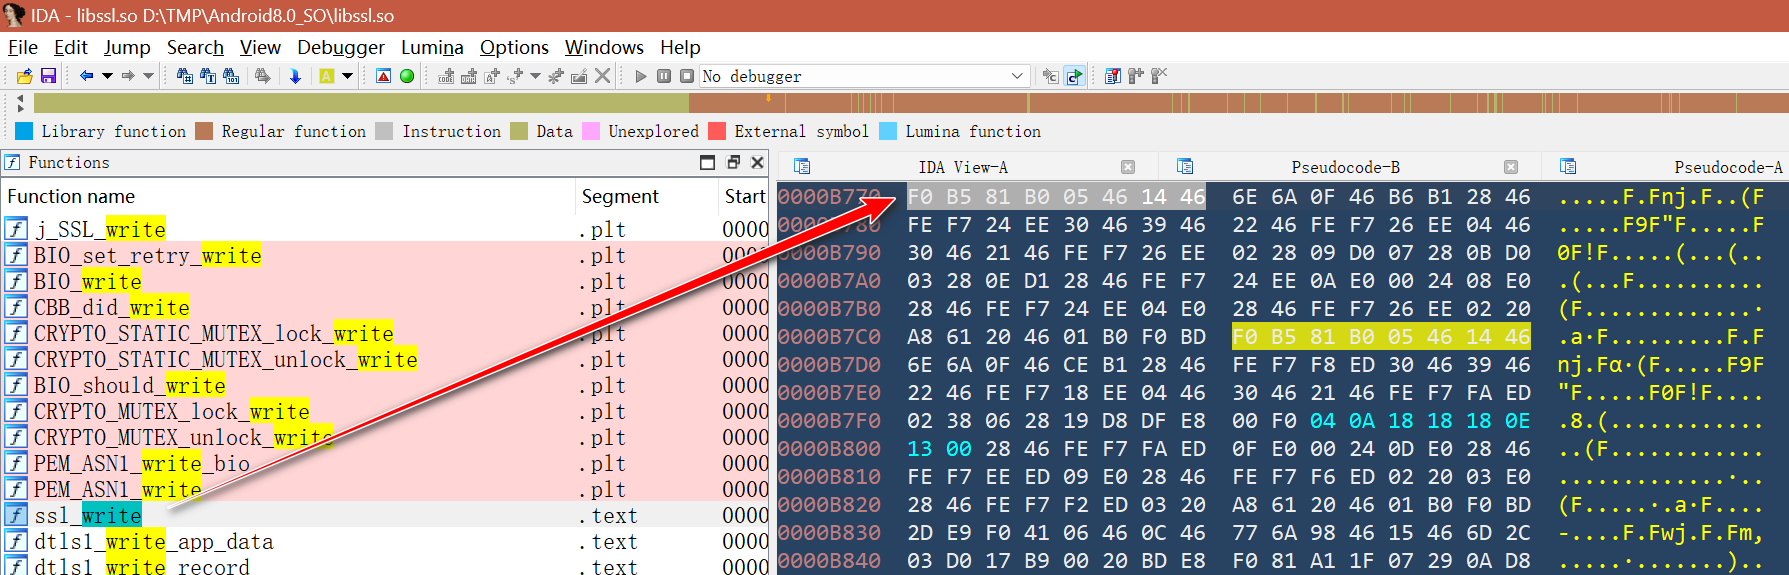 IDA - libssl.so D:\TMP\Android8.0_SO\libssl.so
File Edit Jump Search View Debugger Lumina Options Windows Help
No debugger
Library function Regular function Instruction Data Unexplored External symbol Lumina function
Functions
IDA View-A Pseudocode-B Pseudocode-A
Function name Segment Start
j_SSL_write .plt 0000
BIO_set_retry_write .plt 0000
BIO_write .plt 0000
CBB_did_write .plt 0000
CRYPTO_STATIC_MUTEX_lock_write .plt 0000
CRYPTO_STATIC_MUTEX_unlock_write .plt 0000
BIO_should_write .plt 0000
CRYPTO_MUTEX_lock_write .plt 0000
CRYPTO_MUTEX_unlock_write .plt 0000
PEM_ASN1_write_bio .plt 0000
PEM_ASN1_write .plt 0000
ssl_write .text 0000
dtls1_write_app_data .text 0000
dtls1_write_record .text 0000
0000B770 F0 B5 81 B0 05 46 14 46 6E 6A 0F 46 B6 B1 28 46 .....F.Fnj.F..(F
0000B780 FE F7 24 EE 30 46 39 46 22 46 FE F7 26 EE 04 46 .....F9F"F.....F
0000B790 30 46 21 46 FE F7 26 EE 02 28 09 D0 07 28 0B D0 0F!F.....(...(..
0000B7A0 03 28 0E D1 28 46 FE F7 24 EE 0A E0 00 24 08 E0 .(...F..........
0000B7B0 28 46 FE F7 24 EE 04 E0 28 46 FE F7 26 EE 02 20 (F.............·
0000B7C0 A8 61 20 46 01 B0 F0 BD F0 B5 81 B0 05 46 14 46 .a·F.........F.F
0000B7D0 6E 6A 0F 46 CE B1 28 46 FE F7 F8 ED 30 46 39 46 nj.Fα·(F.....F9F
0000B7E0 22 46 FE F7 18 EE 04 46 30 46 21 46 FE F7 FA ED "F.....F0F!F....
0000B7F0 02 38 06 28 19 D8 DF E8 00 F0 04 0A 18 18 18 0E .8.(............
0000B800 13 00 28 46 FE F7 FA ED 0F E0 00 24 0D E0 28 46 ..(F............
0000B810 FE F7 EE ED 09 E0 28 46 FE F7 F6 ED 02 20 03 E0 .............·..
0000B820 28 46 FE F7 F2 ED 03 20 A8 61 20 46 01 B0 F0 BD (F.....·.a·F....
0000B830 2D E9 F0 41 06 46 0C 46 77 6A 98 46 15 46 6D 2C -....F.Fwj.F.Fm,
0000B840 03 D0 17 B9 00 20 BD E8 F0 81 A1 1F 07 29 0A D8 .....·.......)..